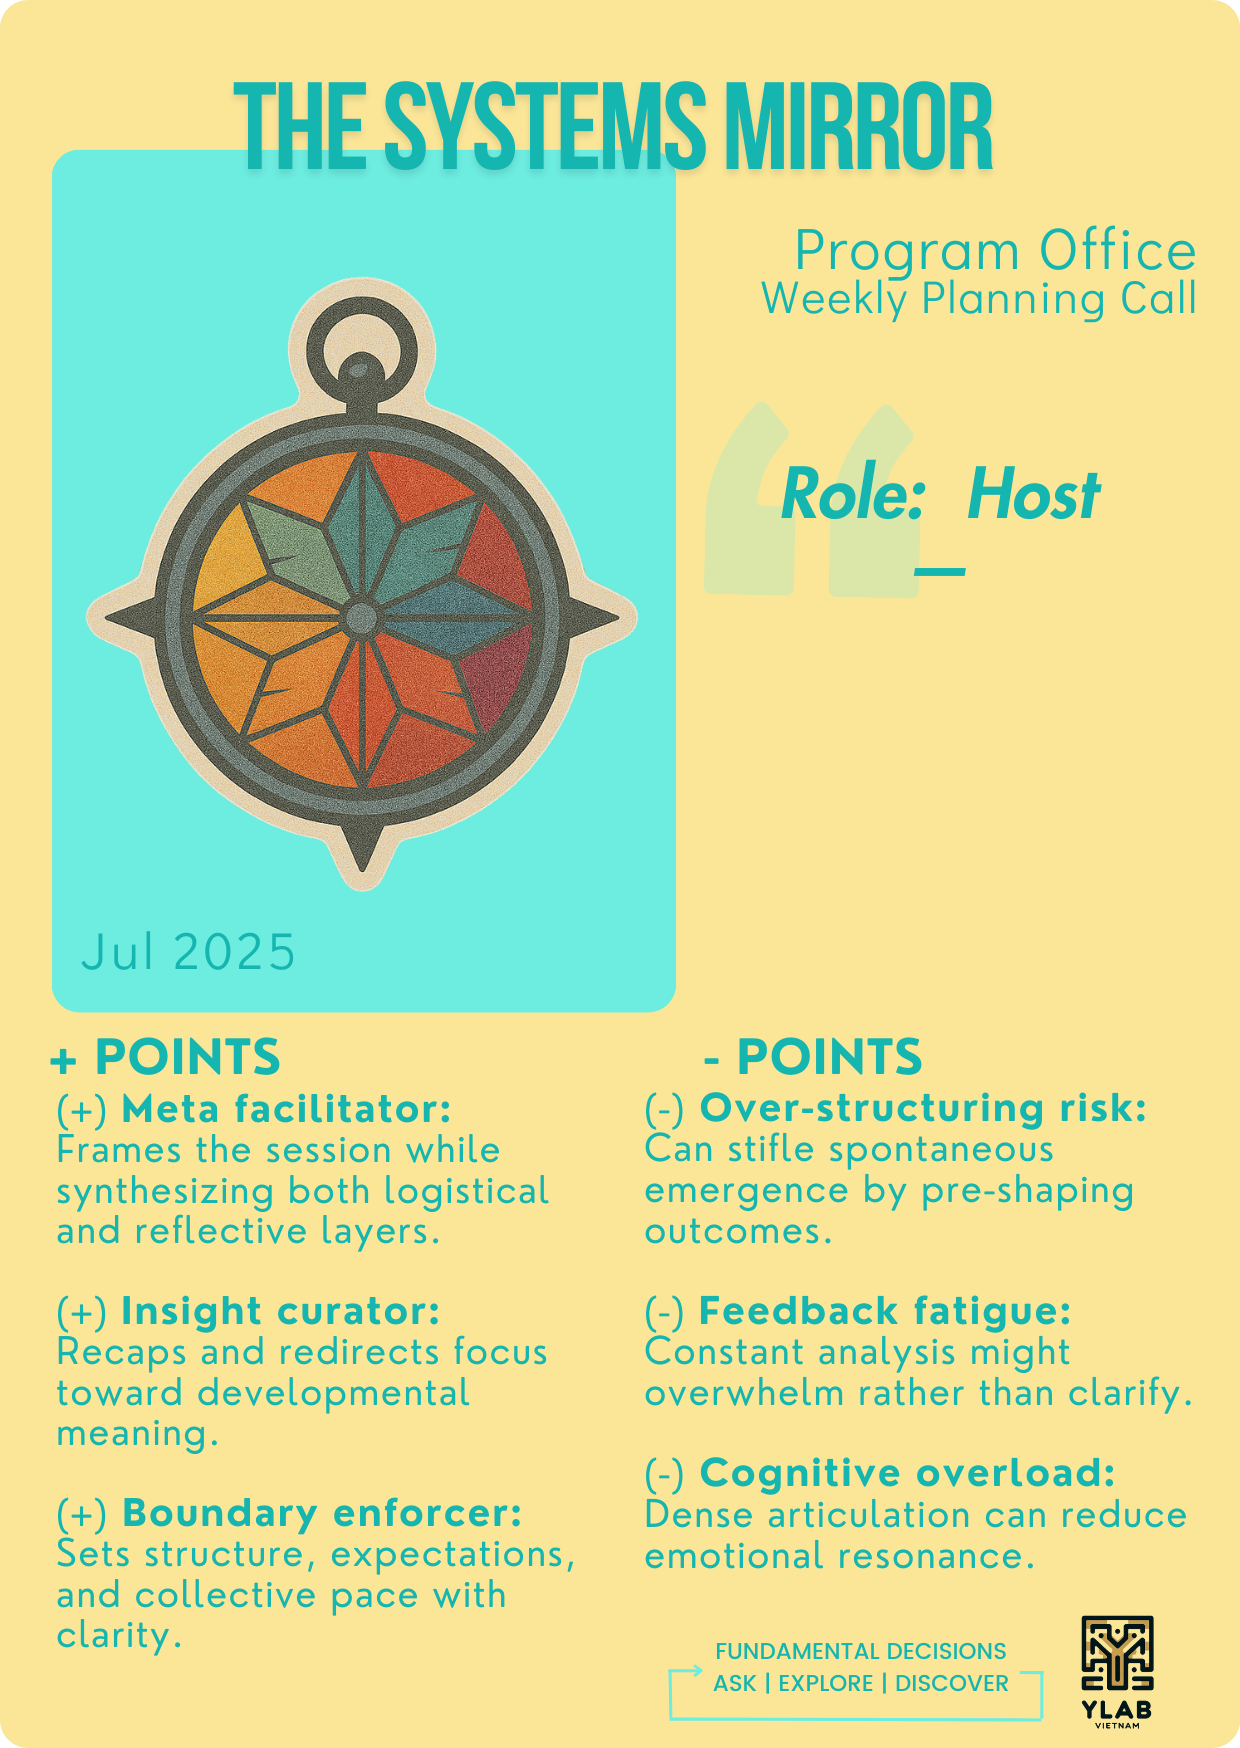 THE SYSTEMS MIRROR
Program Office
Weekly Planning Call
“
Role: Host
_
Jul 2025
+ POINTS
(+) Meta facilitator:
Frames the session while
synthesizing both logistical
and reflective layers.
(+) Insight curator:
Recaps and redirects focus
toward developmental
meaning.
(+) Boundary enforcer:
Sets structure, expectations,
and collective pace with
clarity.
- POINTS
(-) Over-structuring risk:
Can stifle spontaneous
emergence by pre-shaping
outcomes.
(-) Feedback fatigue:
Constant analysis might
overwhelm rather than clarify.
(-) Cognitive overload:
Dense articulation can reduce
emotional resonance.
FUNDAMENTAL DECISIONS
ASK | EXPLORE | DISCOVER
YLAB
VIETNAM